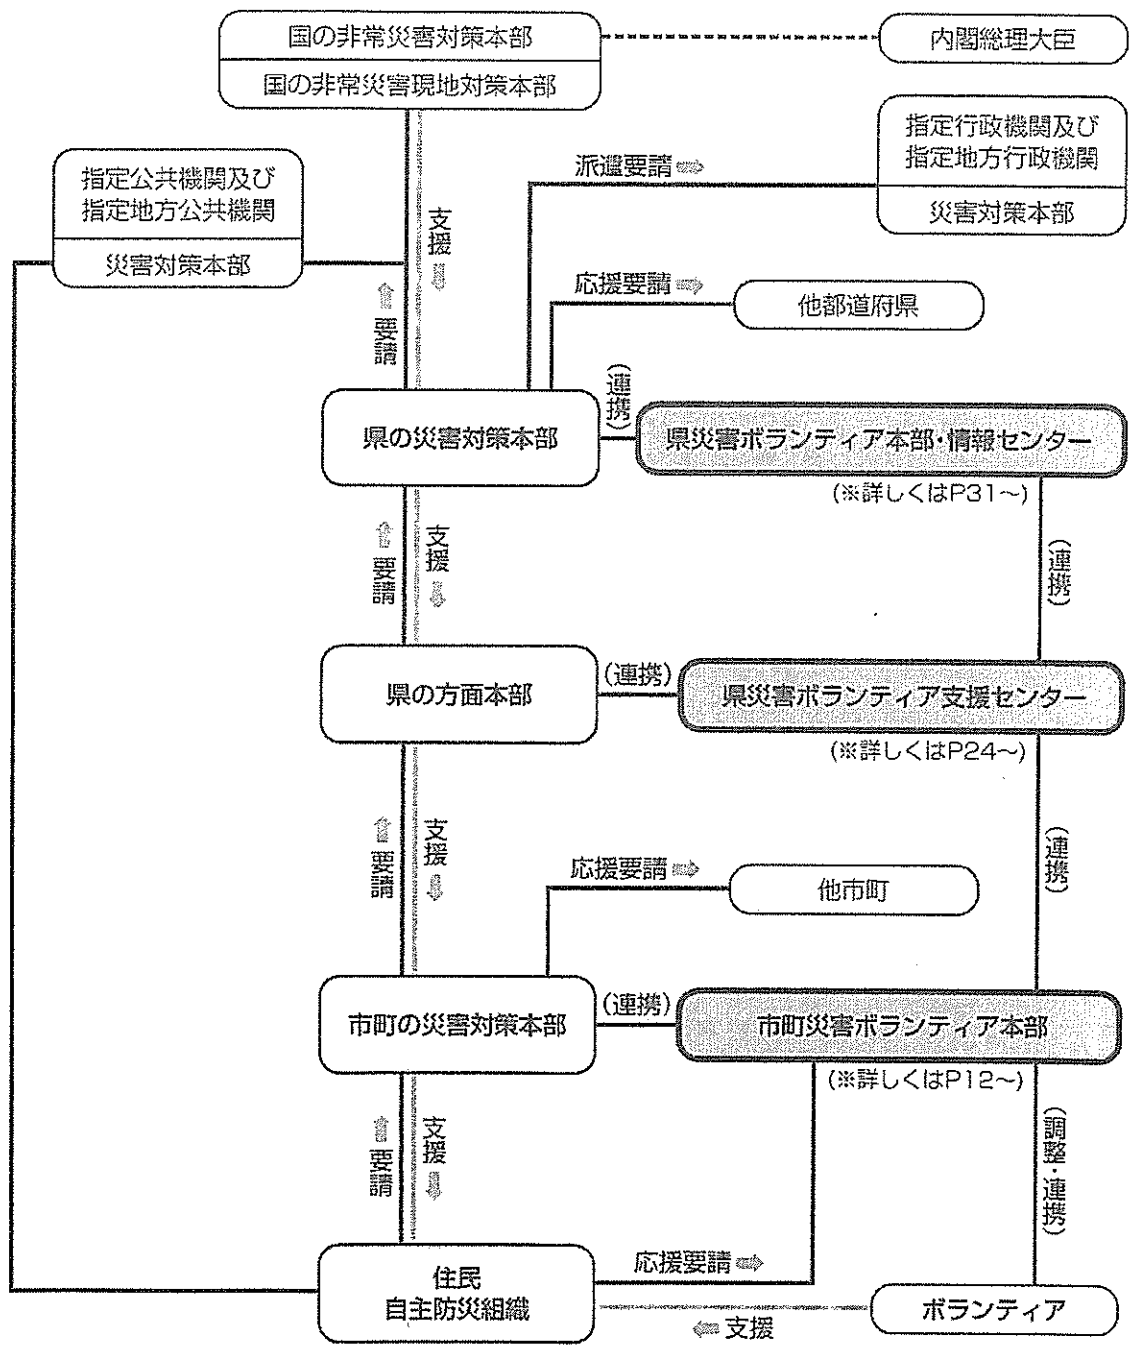 国の非常災害対策本部
内閣総理大臣
国の非常災害現地対策本部
指定行政機関及び
指定地方行政機関
災害対策本部
派遣要請⇨
指定公共機関及び
指定地方公共機関
災害対策本部
支援⇩
⇧要請
応援要請⇨
他都道府県
県の災害対策本部
(連携)
県災害ボランティア本部・情報センター
(※詳しくはP31～)
⇧要請
支援⇩
(連携)
県の方面本部
(連携)
県災害ボランティア支援センター
(※詳しくはP24～)
⇧要請
支援⇩
(連携)
応援要請⇨
他市町
市町の災害対策本部
(連携)
市町災害ボランティア本部
(※詳しくはP12～)
⇧要請
支援⇩
(調整・連携)
住民
自主防災組織
応援要請⇨
ボランティア
⇦支援